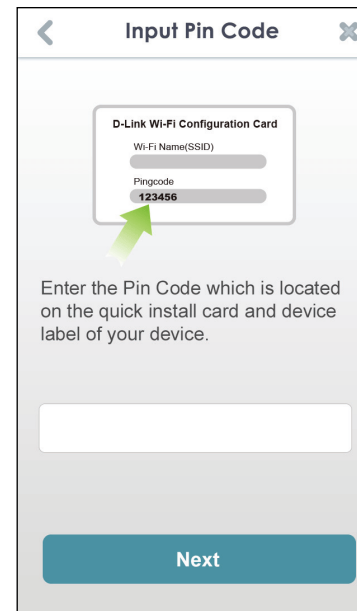 Input Pin Code
D-Link Wi-Fi Configuration Card
Wi-Fi Name(SSID)
Pingcode
123456
Enter the Pin Code which is located
on the quick install card and device
label of your device.
Next